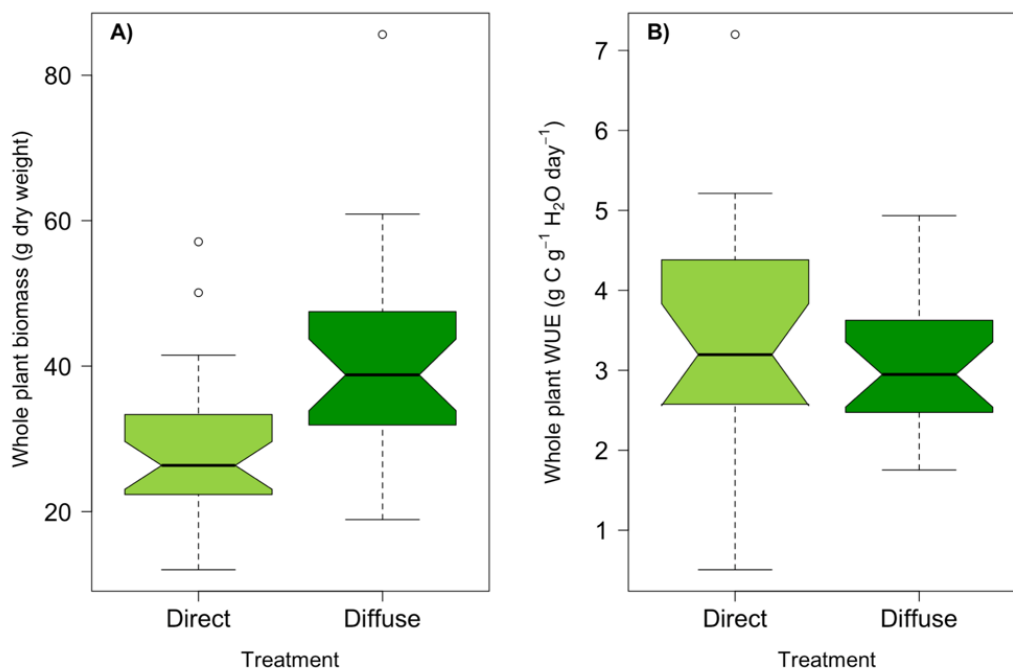 A)
Whole plant biomass (g dry weight)
80
60
40
20
Direct Diffuse
Treatment
B)
Whole plant WUE (g C g⁻¹ H₂O day⁻¹)
7
6
5
4
3
2
1
Direct Diffuse
Treatment